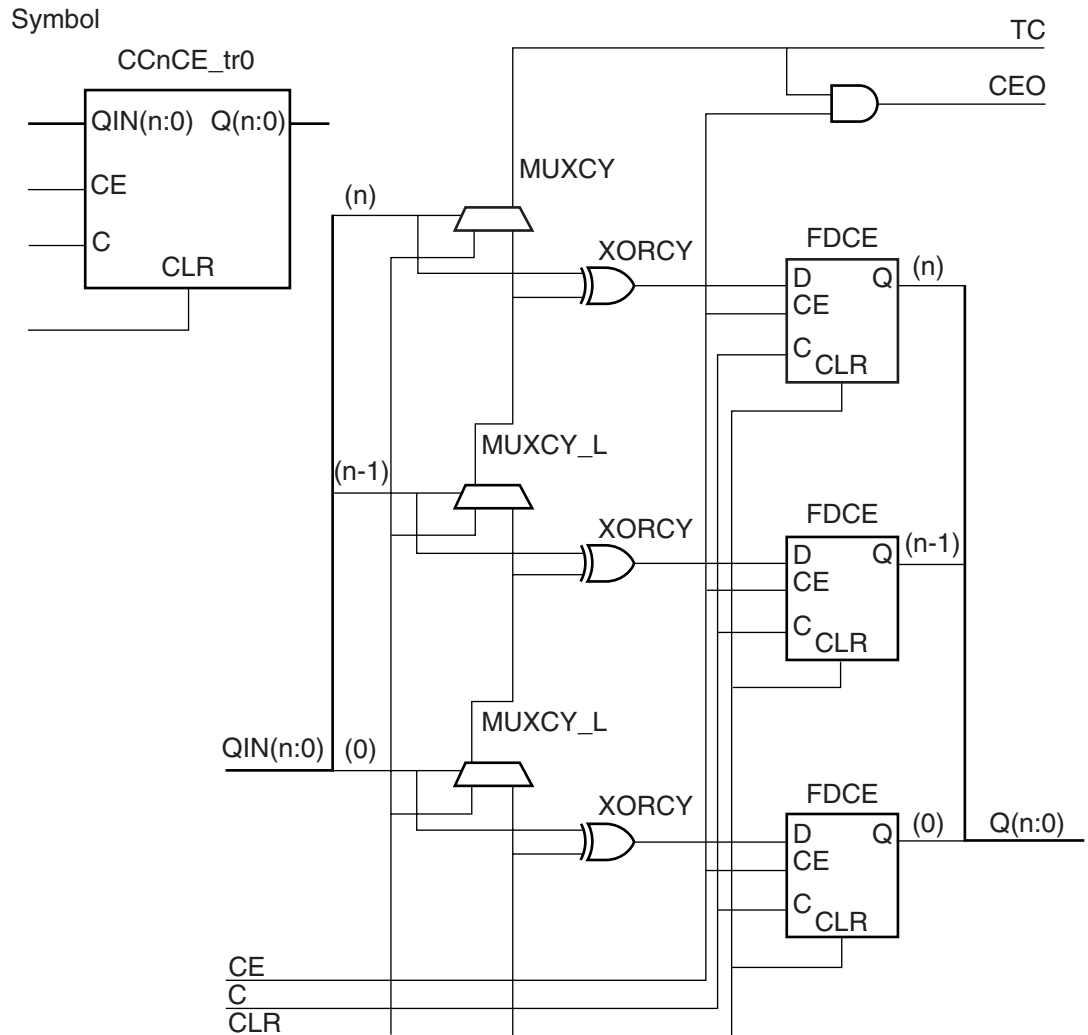 Symbol
CCnCE_tr0
QIN(n:0) Q(n:0)
CE
C
CLR
TC
CEO
MUXCY
(n)
XORCY
FDCE
D Q
CE
C
CLR
(n)
MUXCY_L
(n-1)
XORCY
FDCE
D Q
CE
C
CLR
(n-1)
MUXCY_L
QIN(n:0) (0)
XORCY
FDCE
D Q
CE
C
CLR
(0) Q(n:0)
CE
C
CLR